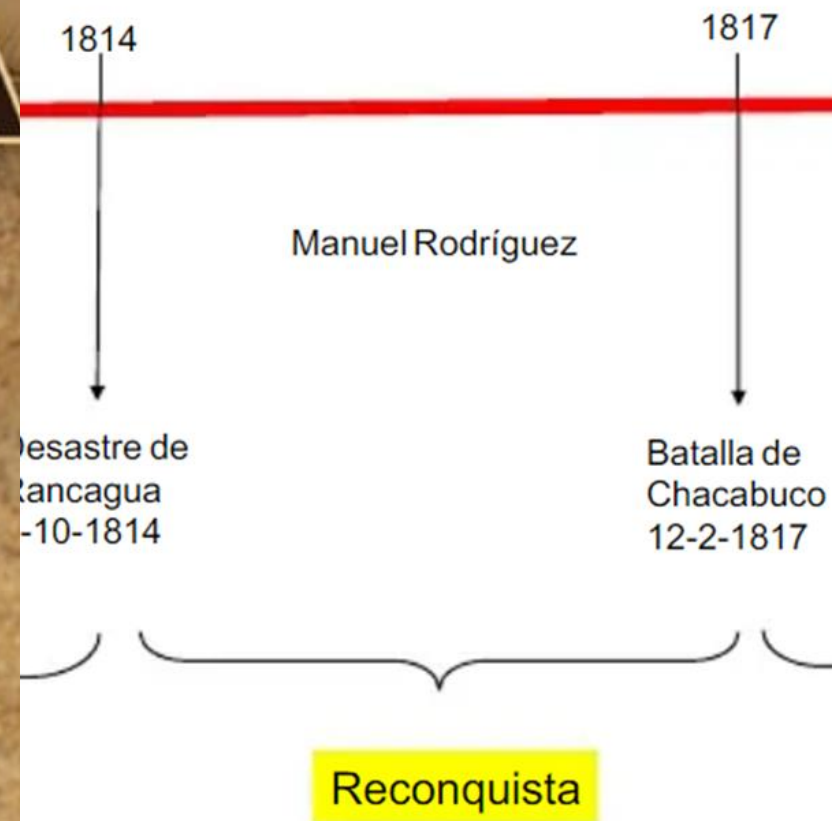 1814
1817
Manuel Rodríguez
esastre de
ancagua
-10-1814
Batalla de
Chacabuco
12-2-1817
Reconquista